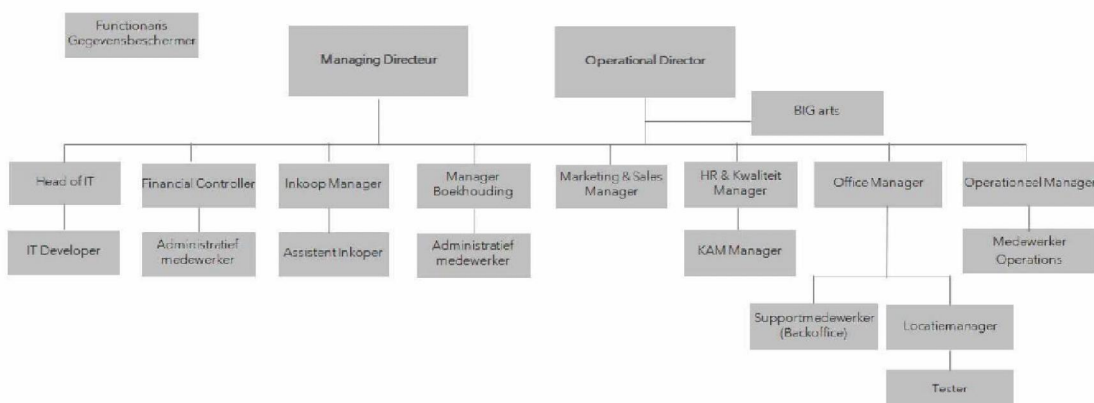 Functionaris
Gegevensbeschermer
Managing Directeur
Operational Director
BIG arts
Head of IT
Financial Controller
Inkoop Manager
Manager
Boekhouding
Marketing & Sales
Manager
HR & Kwaliteit
Manager
Office Manager
Operationeel Manager
IT Developer
Administratief
medewerker
Assistent Inkoper
Administratief
medewerker
KAM Manager
Medewerker
Operations
Supportmedewerker
(Backoffice)
Locatiemanager
Tester